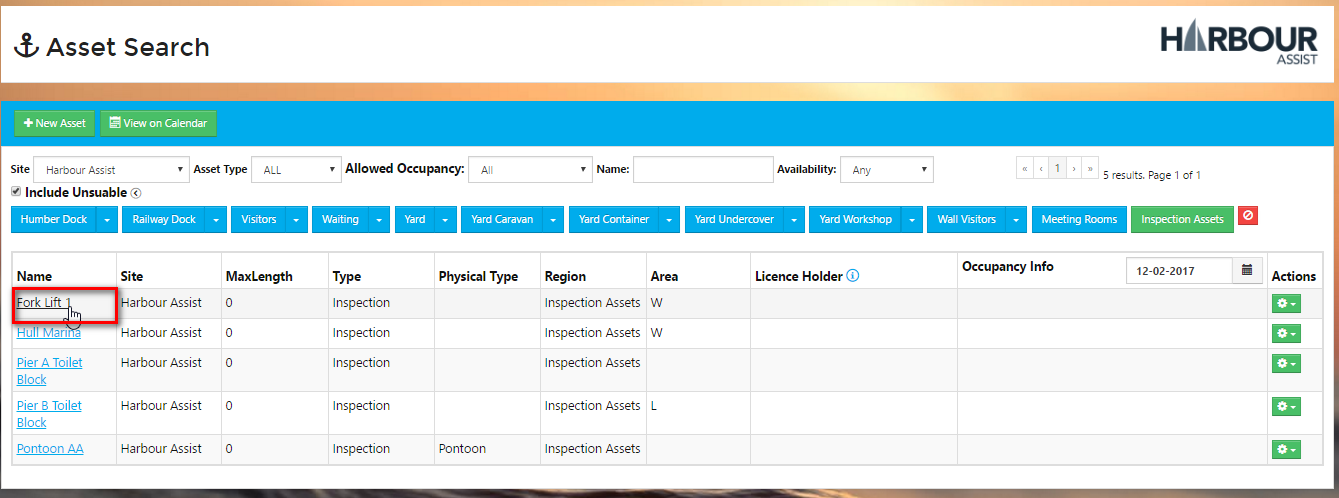 Asset Search
HARBOUR
ASSIST
New Asset View on Calendar
Site Harbour Assist Asset Type ALL Allowed Occupancy: All Name: Availability: Any « ‹ 1 › » 5 results. Page 1 of 1
Include Unsuable
Humber Dock Railway Dock Visitors Waiting Yard Yard Caravan Yard Container Yard Undercover Yard Workshop Wall Visitors Meeting Rooms Inspection Assets
Name Site MaxLength Type Physical Type Region Area Licence Holder Occupancy Info 12-02-2017 Actions
Fork Lift 1 Harbour Assist 0 Inspection Inspection Assets W
Hull Marina Harbour Assist 0 Inspection Inspection Assets W
Pier A Toilet Harbour Assist 0 Inspection Inspection Assets
Block
Pier B Toilet Harbour Assist 0 Inspection Inspection Assets L
Block
Pontoon AA Harbour Assist 0 Inspection Pontoon Inspection Assets